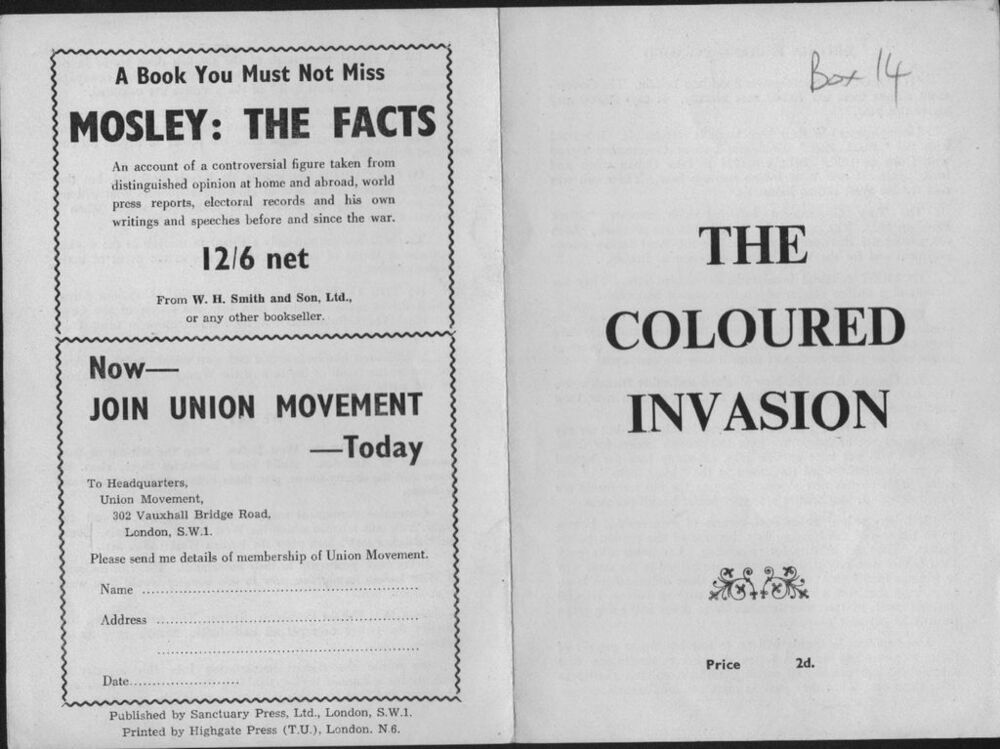 A Book You Must Not Miss
MOSLEY: THE FACTS
An account of a controversial figure taken from
distinguished opinion at home and abroad, world
press reports, electoral records and his own
writings and speeches before and since the war.
12/6 net
From W. H. Smith and Son, Ltd.,
or any other bookseller.
Now—
JOIN UNION MOVEMENT
—Today
To Headquarters,
Union Movement,
302 Vauxhall Bridge Road,
London, S.W.1.
Please send me details of membership of Union Movement.
Name ..........
Address ..........
..........
Date..........
Published by Sanctuary Press, Ltd., London, S.W.1.
Printed by Highgate Press (T.U.), London. N.6.
Box 14
THE
COLOURED
INVASION
Price 2d.